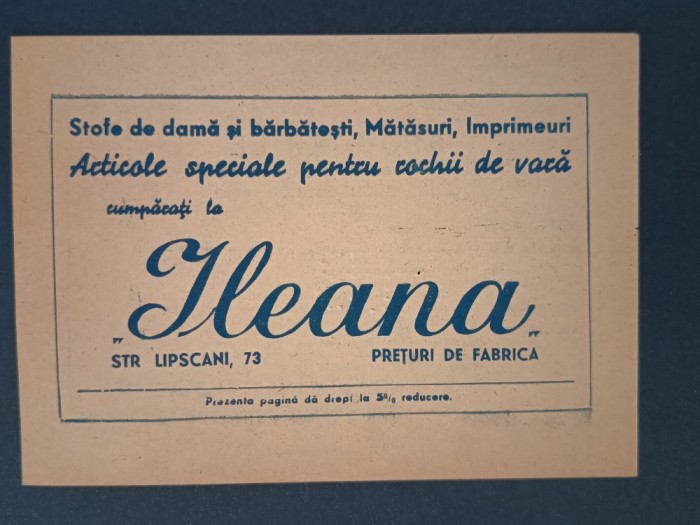 Stofe de damă și bărbătești, Mătăsuri, Imprimeuri
Articole speciale pentru rochii de vară
cumpărați la
„Ileana„
STR LIPSCANI, 73
PREȚURI DE FABRICA
Prezenta pagină dă drept la 5% reducere.